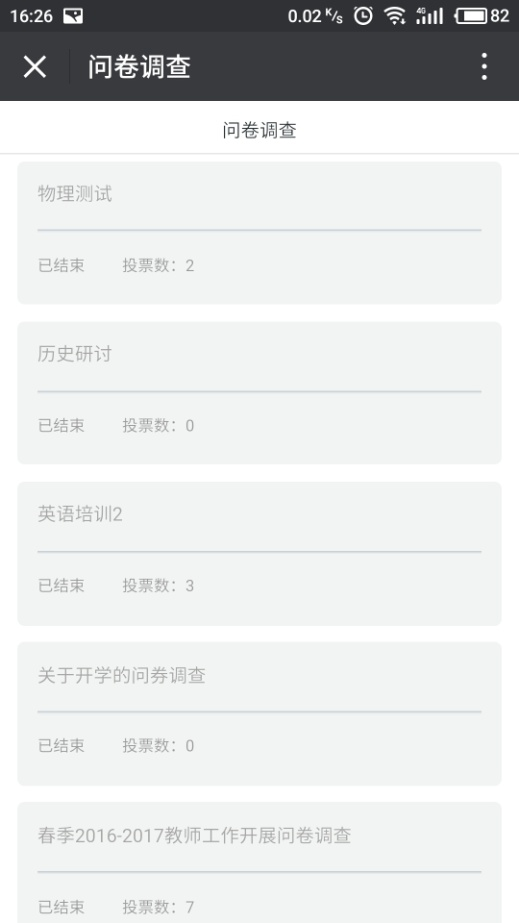 16:26 0.02 K/s 4G 82
问卷调查
问卷调查
物理测试
已结束 投票数：2
历史研讨
已结束 投票数：0
英语培训2
已结束 投票数：3
关于开学的问券调查
已结束 投票数：0
春季2016-2017教师工作开展问卷调查
已结束 投票数：7